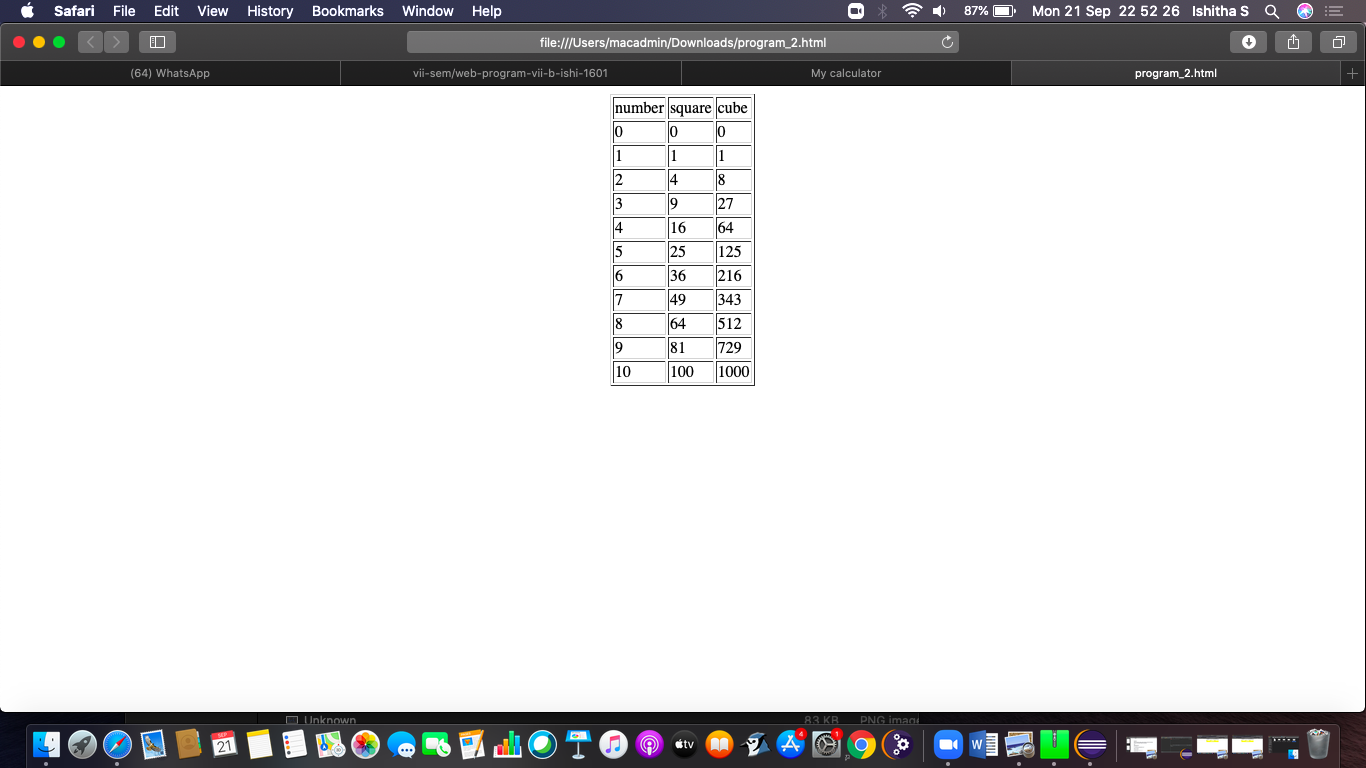 Safari File Edit View History Bookmarks Window Help 87% Mon 21 Sep 22 52 26 Ishitha S
file:///Users/macadmin/Downloads/program_2.html
(64) WhatsApp vii-sem/web-program-vii-b-ishi-1601 My calculator program_2.html
number square cube
0 0 0
1 1 1
2 4 8
3 9 27
4 16 64
5 25 125
6 36 216
7 49 343
8 64 512
9 81 729
10 100 1000
Unknown 83 KB PNG image
SEP 21 tv 4 1 W